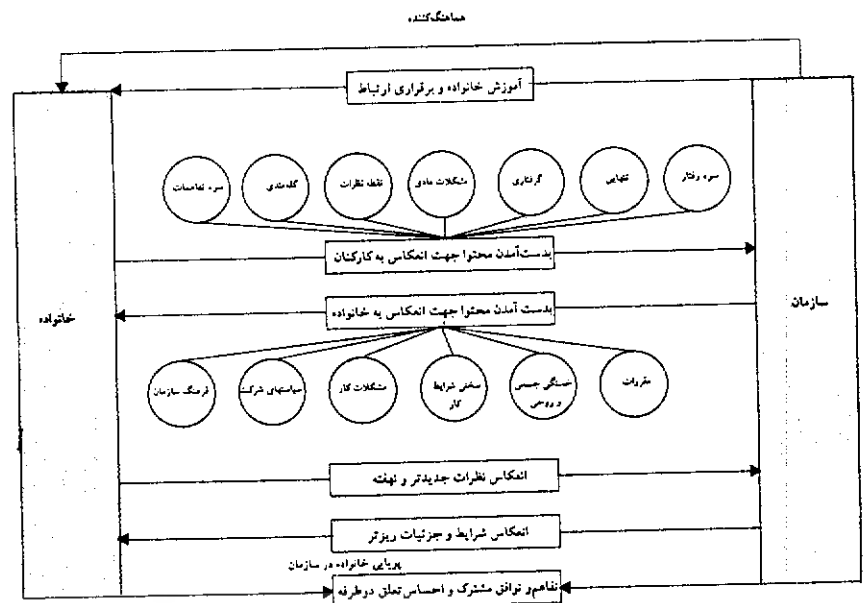 هماهنگ‌کننده
آموزش خانواده و برقراری ارتباط
سوء رفتار
تنهایی
گرفتاری
مشکلات مادی
نقطه نظرات
گله‌مندی
سوء تفاهمات
بدست‌آمدن محتوا جهت انعکاس به کارکنان
سازمان
خانواده
بدست آمدن محتوا جهت انعکاس به خانواده
مقررات
خستگی جسمی
و روحی
سختی شرایط
کار
مشکلات کار
سیاستهای شرکت
فرهنگ سازمان
انعکاس نظرات جدیدتر و نهفته
انعکاس شرایط و جزئیات ریزتر
پویایی خانواده در سازمان
تفاهم و توافق مشترک و احساس تعلق دوطرفه